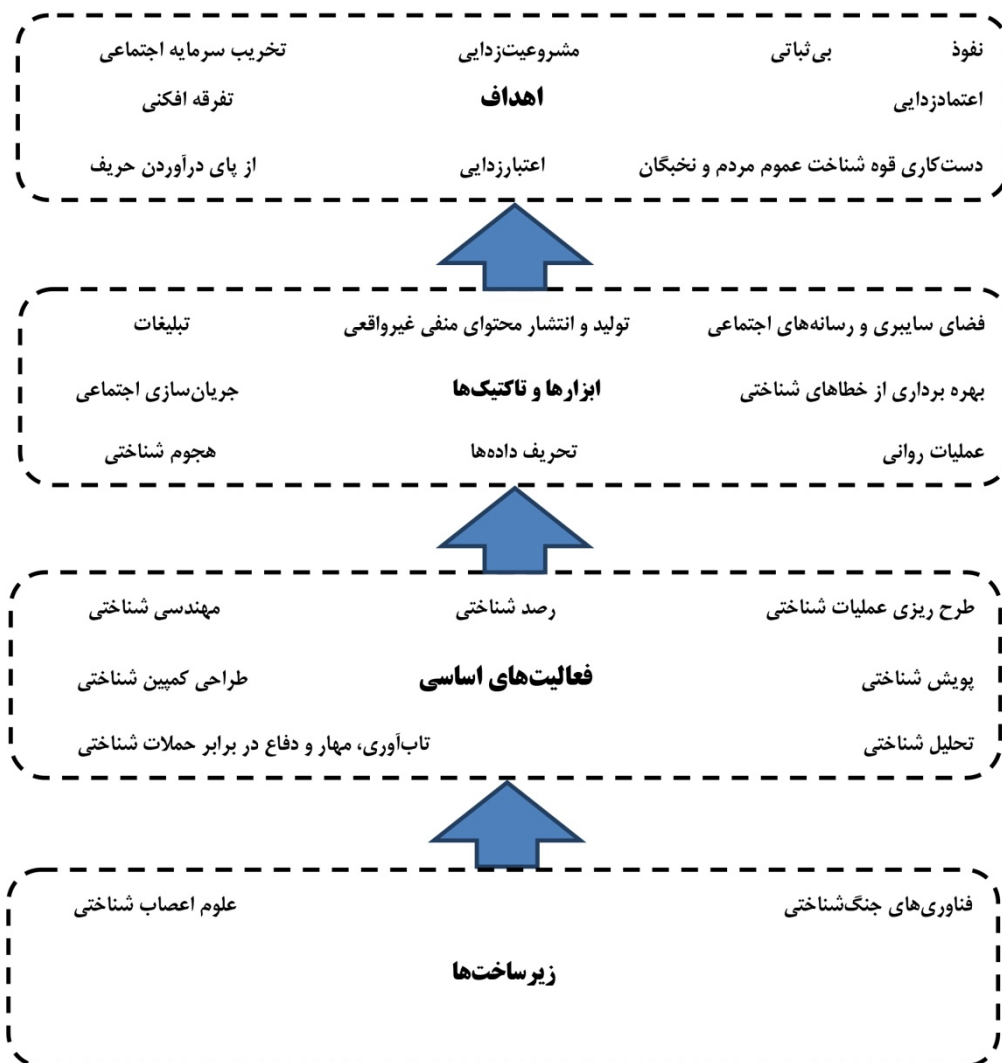 نفوذ بی‌ثباتی مشروعیت‌زدایی تخریب سرمایه اجتماعی
اعتمادزدایی اهداف تفرقه افکنی
دست‌کاری قوه شناخت عموم مردم و نخبگان اعتبارزدایی از پای درآوردن حریف
فضای سایبری و رسانه‌های اجتماعی تولید و انتشار محتوای منفی غیرواقعی تبلیغات
بهره برداری از خطاهای شناختی ابزارها و تاکتیک‌ها جریان‌سازی اجتماعی
عملیات روانی تحریف داده‌ها هجوم شناختی
طرح ریزی عملیات شناختی رصد شناختی مهندسی شناختی
پویش شناختی فعالیت‌های اساسی طراحی کمپین شناختی
تحلیل شناختی تاب‌آوری، مهار و دفاع در برابر حملات شناختی
فناوری‌های جنگ‌شناختی علوم اعصاب شناختی
زیرساخت‌ها